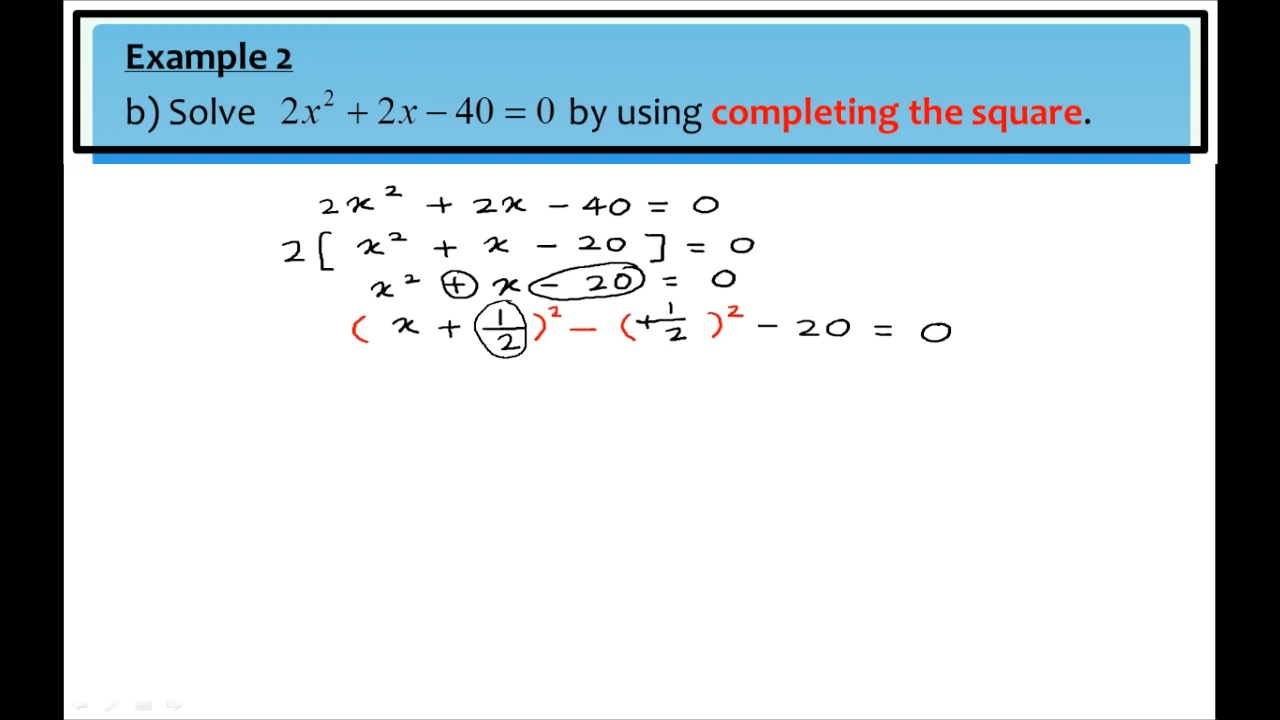 Example 2
b) Solve 2x² + 2x − 40 = 0 by using completing the square.
2x² + 2x − 40 = 0
2[ x² + x − 20 ] = 0
x² + x − 20 = 0
( x + 1/2 )² − ( + 1/2 )² − 20 = 0